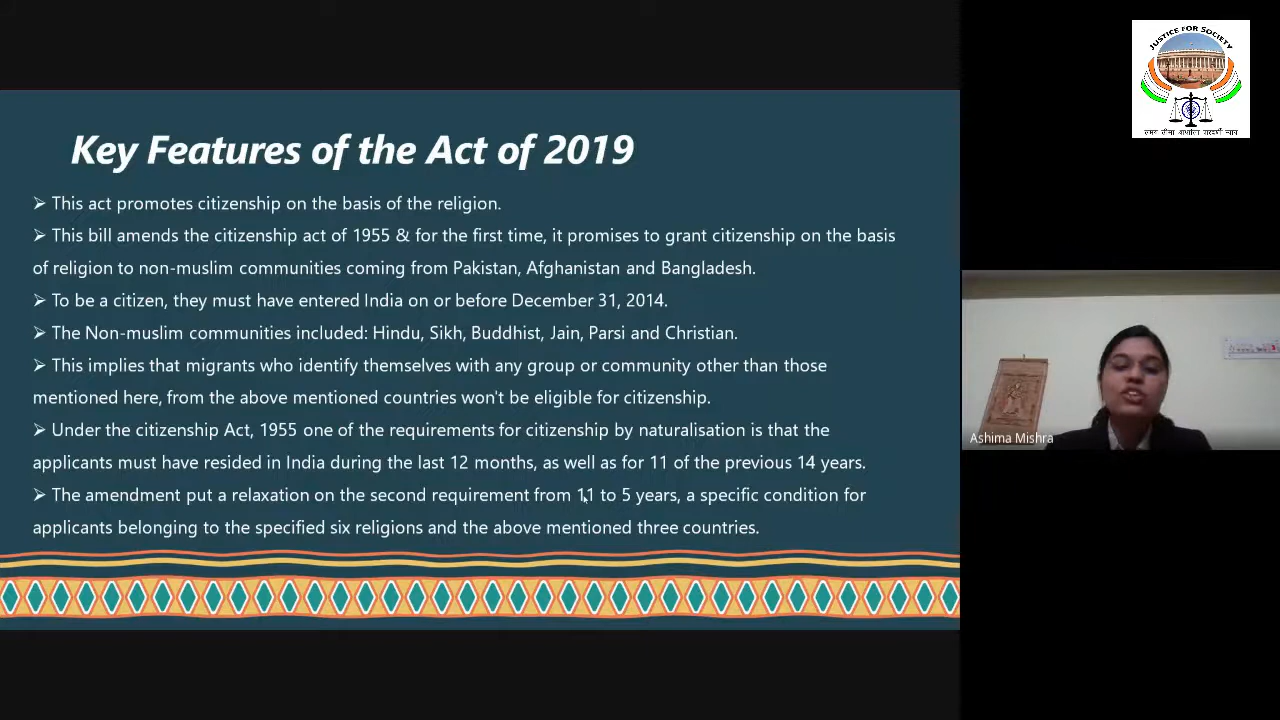 Key Features of the Act of 2019
➢ This act promotes citizenship on the basis of the religion.
➢ This bill amends the citizenship act of 1955 & for the first time, it promises to grant citizenship on the basis
of religion to non-muslim communities coming from Pakistan, Afghanistan and Bangladesh.
➢ To be a citizen, they must have entered India on or before December 31, 2014.
➢ The Non-muslim communities included: Hindu, Sikh, Buddhist, Jain, Parsi and Christian.
➢ This implies that migrants who identify themselves with any group or community other than those
mentioned here, from the above mentioned countries won't be eligible for citizenship.
➢ Under the citizenship Act, 1955 one of the requirements for citizenship by naturalisation is that the
applicants must have resided in India during the last 12 months, as well as for 11 of the previous 14 years.
➢ The amendment put a relaxation on the second requirement from 11 to 5 years, a specific condition for
applicants belonging to the specified six religions and the above mentioned three countries.
JUSTICE FOR SOCIETY
Ashima Mishra